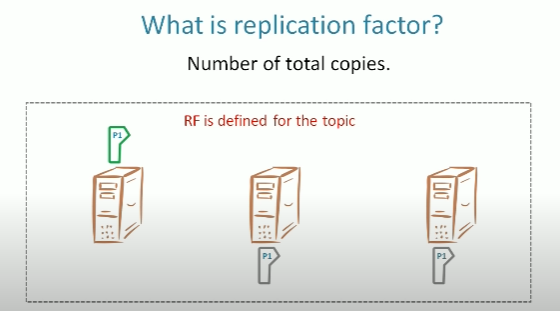 What is replication factor?
Number of total copies.
RF is defined for the topic
P1
P1
P1